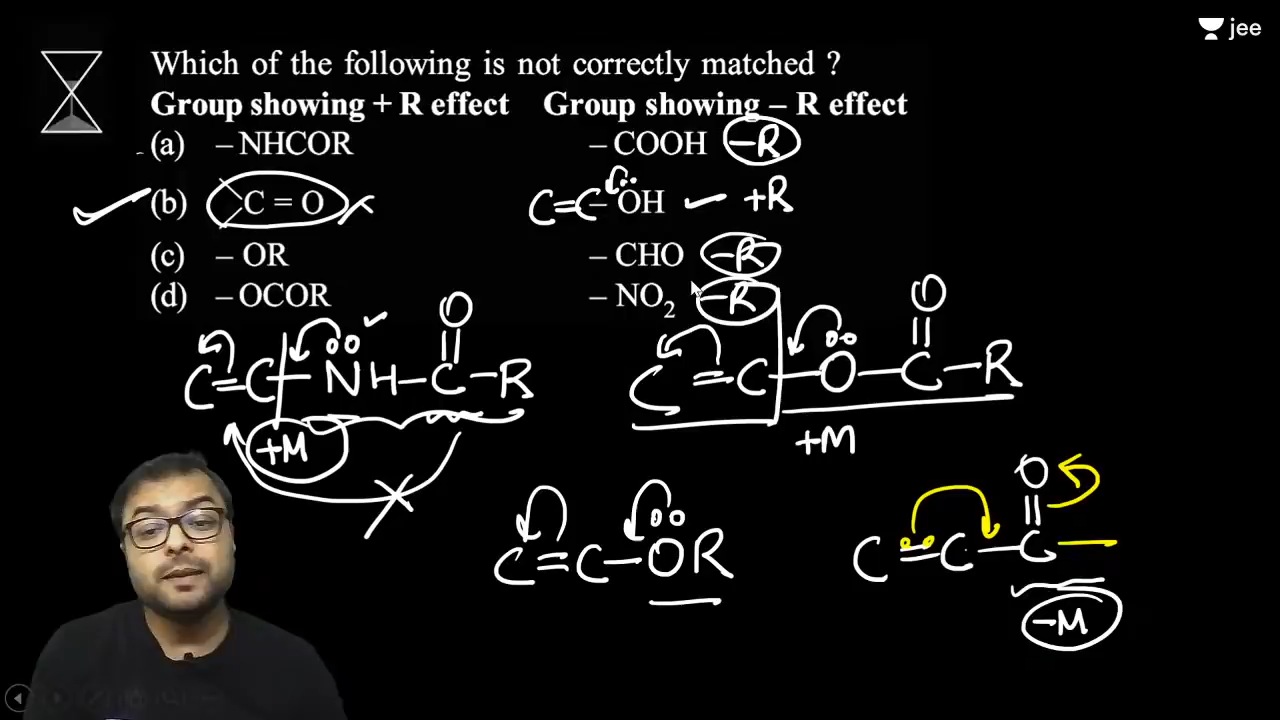 jee
Which of the following is not correctly matched ?
Group showing + R effect Group showing – R effect
(a) – NHCOR – COOH –R
(b) C = O C=C–OH +R
(c) – OR – CHO –R
(d) – OCOR – NO₂ –R
O O
C=C–NH–C–R C=C–O–C–R
+M +M
O
C=C–OR C=C–C
–M